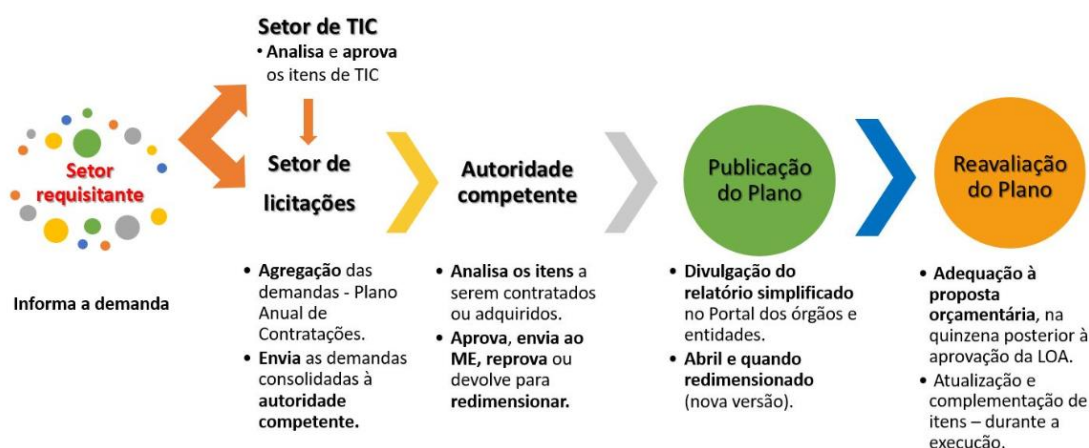 Setor de TIC
• Analisa e aprova
os itens de TIC
Setor
requisitante
Informa a demanda
Setor de
licitações
• Agregação das
demandas - Plano
Anual de
Contratações.
• Envia as demandas
consolidadas à
autoridade
competente.
Autoridade
competente
• Analisa os itens a
serem contratados
ou adquiridos.
• Aprova, envia ao
ME, reprova ou
devolve para
redimensionar.
Publicação
do Plano
• Divulgação do
relatório simplificado
no Portal dos órgãos e
entidades.
• Abril e quando
redimensionado
(nova versão).
Reavaliação
do Plano
• Adequação à
proposta
orçamentária, na
quinzena posterior à
aprovação da LOA.
• Atualização e
complementação de
itens – durante a
execução.